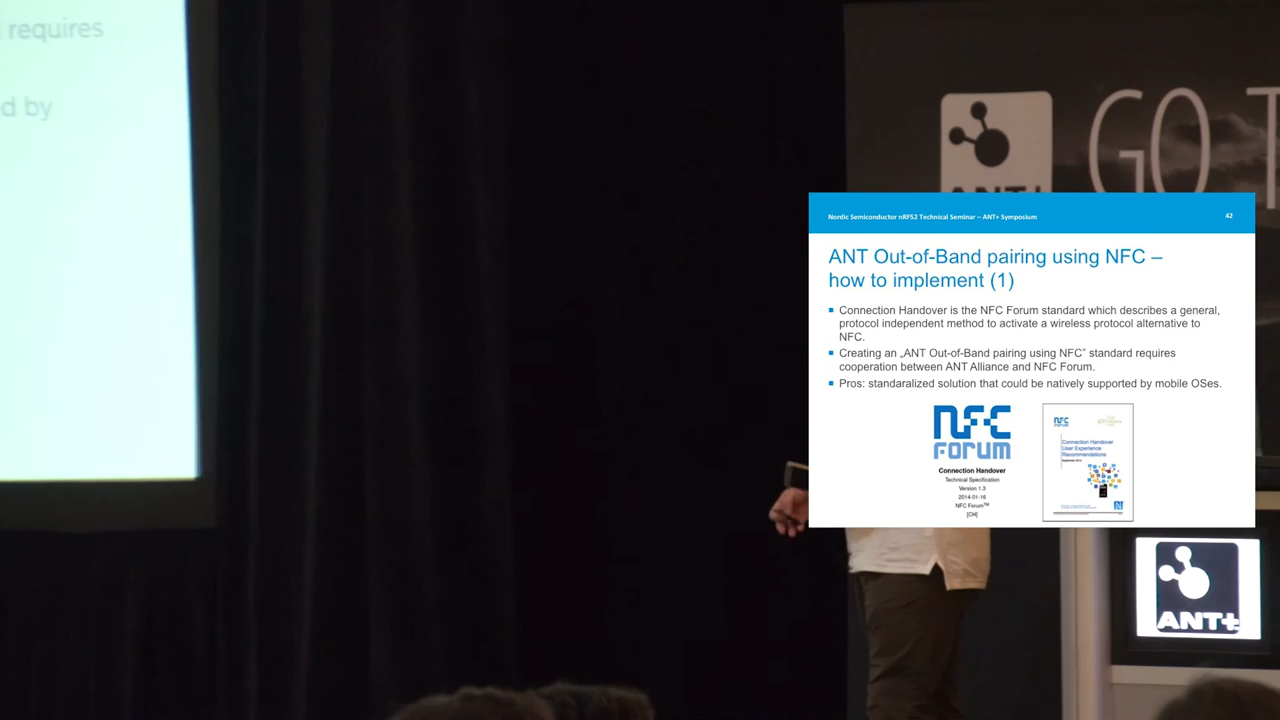 requires
d by
GO T
ANT+
Nordic Semiconductor nRF52 Technical Seminar – ANT+ Symposium
42
ANT Out-of-Band pairing using NFC –
how to implement (1)
Connection Handover is the NFC Forum standard which describes a general,
protocol independent method to activate a wireless protocol alternative to
NFC.
Creating an „ANT Out-of-Band pairing using NFC” standard requires
cooperation between ANT Alliance and NFC Forum.
Pros: standaralized solution that could be natively supported by mobile OSes.
NFC
FORUM
Connection Handover
Technical Specification
Version 1.3
2014-01-16
NFC Forum™
[CH]
NFC
FORUM
Connection Handover
User Experience
Recommendations
ANT+